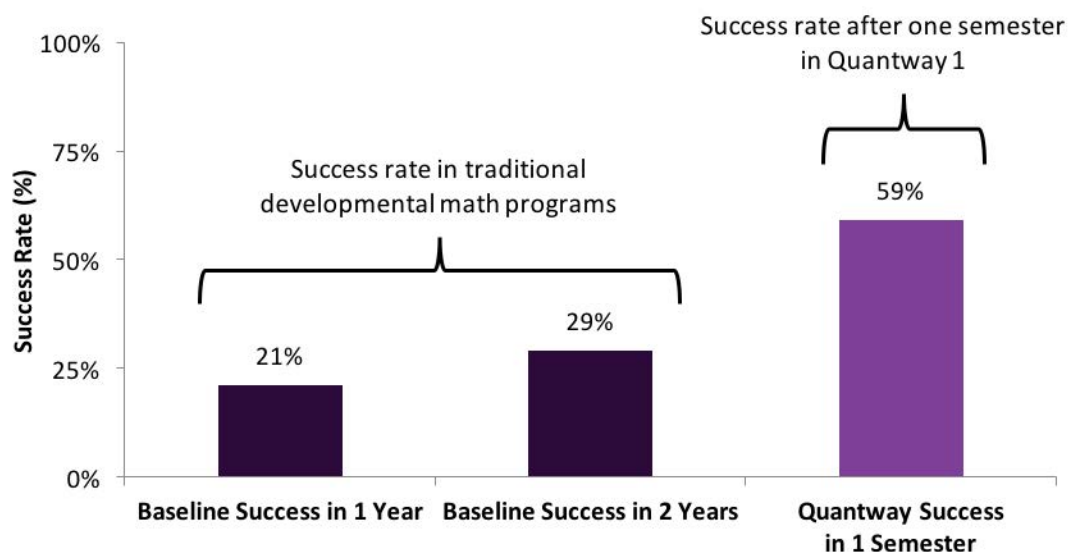 Success rate after one semester
in Quantway 1
100%
75%
50%
25%
0%
Success Rate (%)
Success rate in traditional
developmental math programs
21%
29%
59%
Baseline Success in 1 Year
Baseline Success in 2 Years
Quantway Success
in 1 Semester